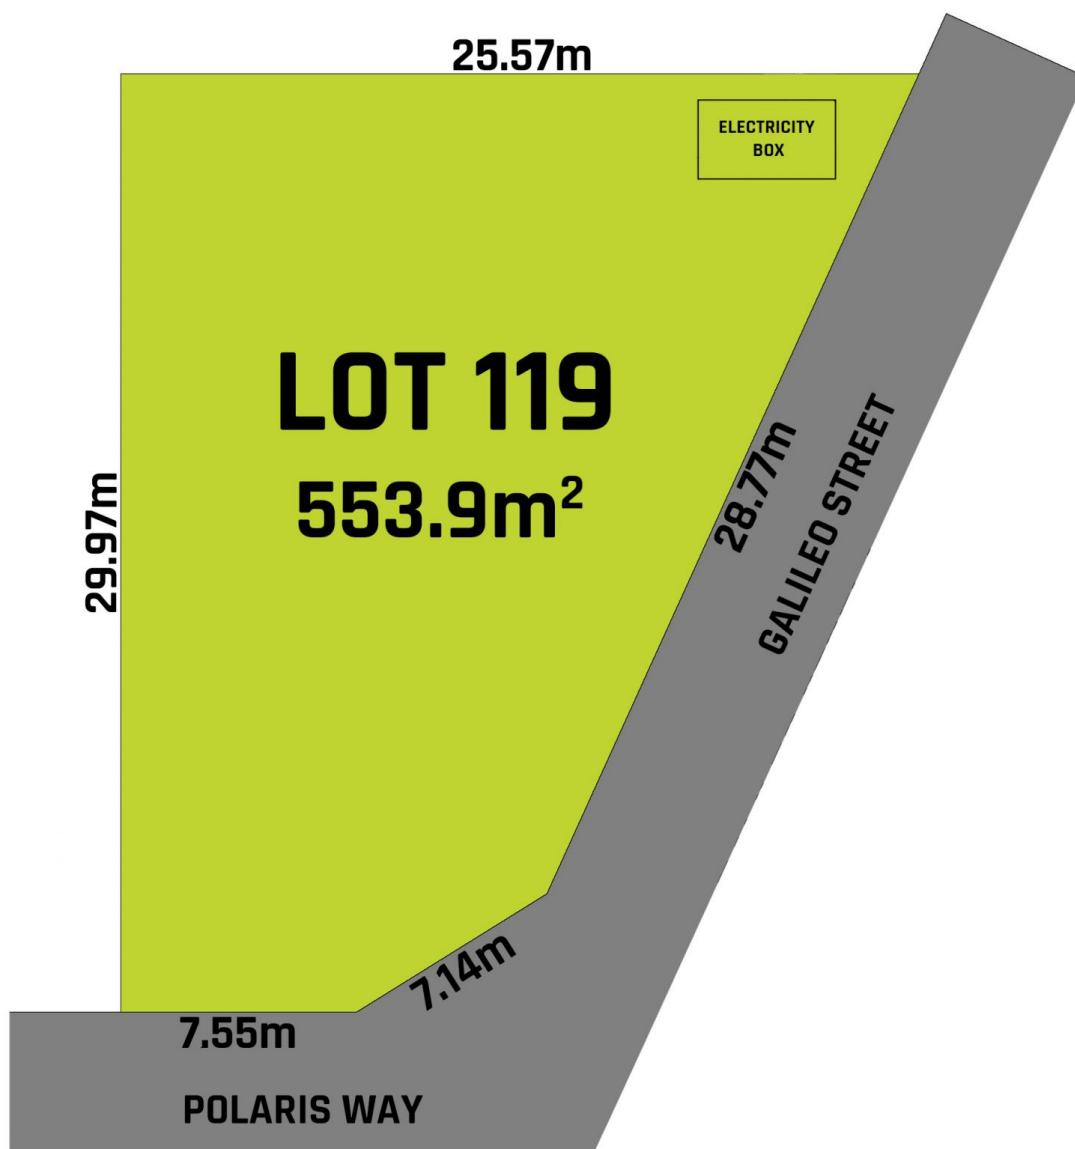 25.57m
ELECTRICITY
BOX
LOT 119
553.9m²
29.97m
28.77m
GALILEO STREET
7.14m
7.55m
POLARIS WAY